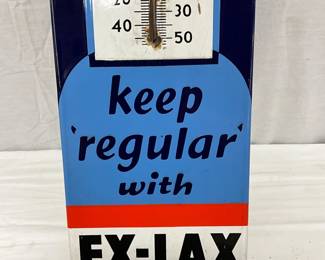 20 30
40 50
keep
'regular'
with
EX-LAX